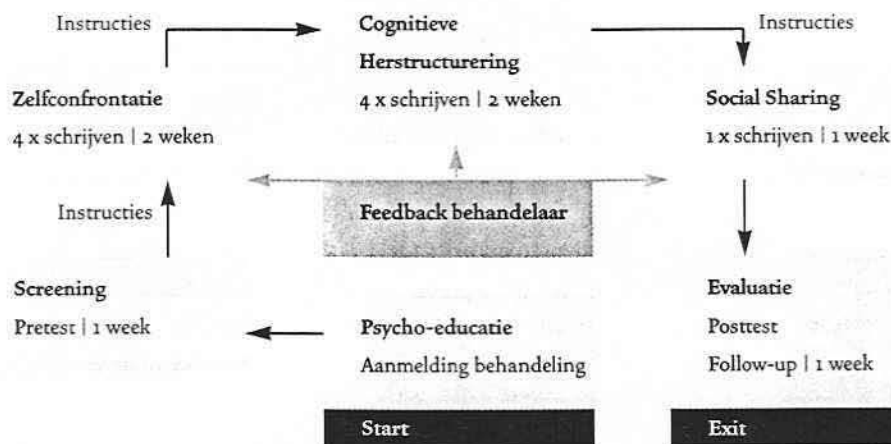 Instructies
Cognitieve
Instructies
Herstructurering
Zelfconfrontatie
4 x schrijven | 2 weken
Social Sharing
4 x schrijven | 2 weken
1 x schrijven | 1 week
Instructies
Feedback behandelaar
Screening
Evaluatie
Pretest | 1 week
Psycho-educatie
Posttest
Aanmelding behandeling
Follow-up | 1 week
Start
Exit